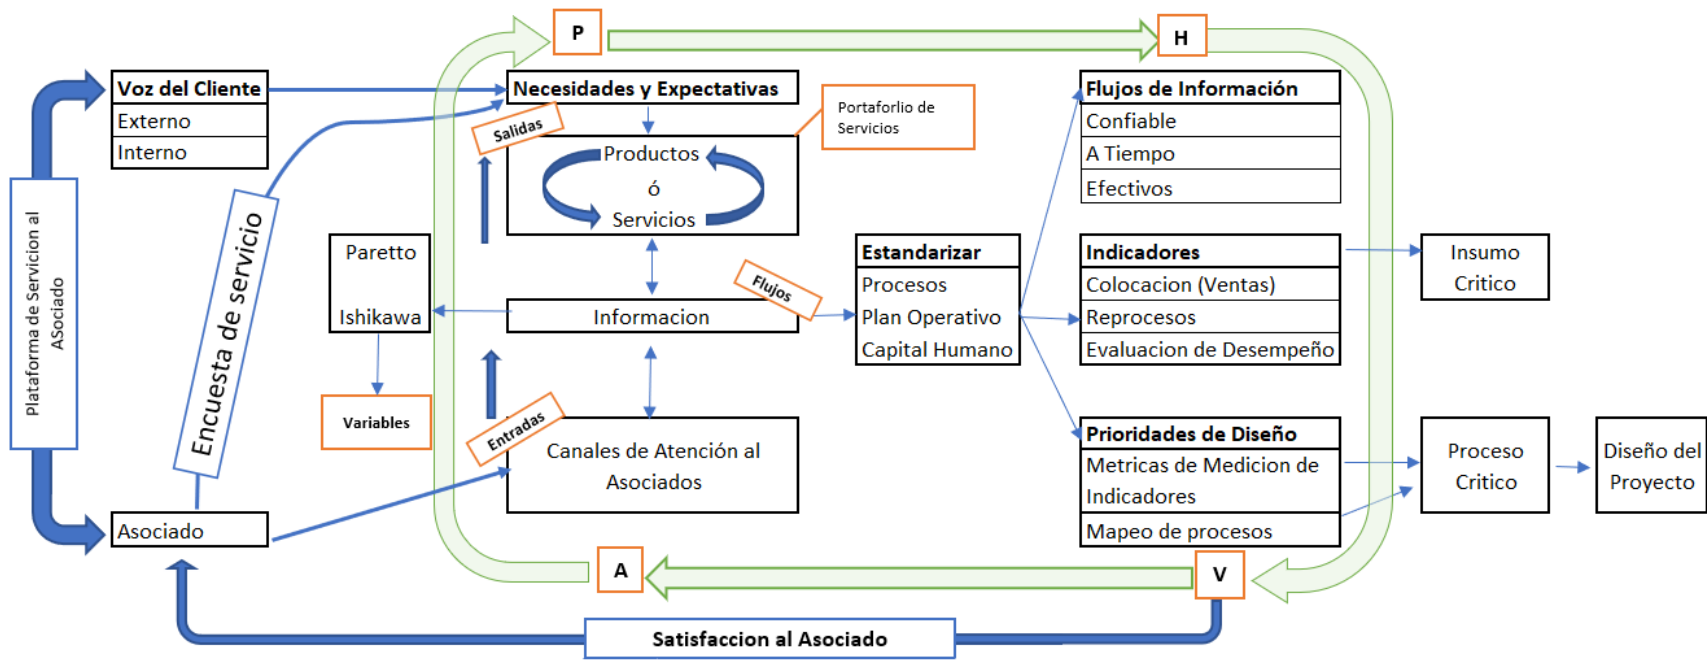 P
H
Voz del Cliente
Externo
Interno
Necesidades y Expectativas
Salidas
Portaforlio de
Servicios
Productos
ó
Servicios
Flujos de Información
Confiable
A Tiempo
Efectivos
Plataforma de Servicion al
ASociado
Encuesta de servicio
Paretto
Ishikawa
Variables
Informacion
Flujos
Estandarizar
Procesos
Plan Operativo
Capital Humano
Indicadores
Colocacion (Ventas)
Reprocesos
Evaluacion de Desempeño
Insumo
Critico
Entradas
Canales de Atención al
Asociados
Prioridades de Diseño
Metricas de Medicion de
Indicadores
Mapeo de procesos
Proceso
Critico
Diseño del
Proyecto
Asociado
A
V
Satisfaccion al Asociado